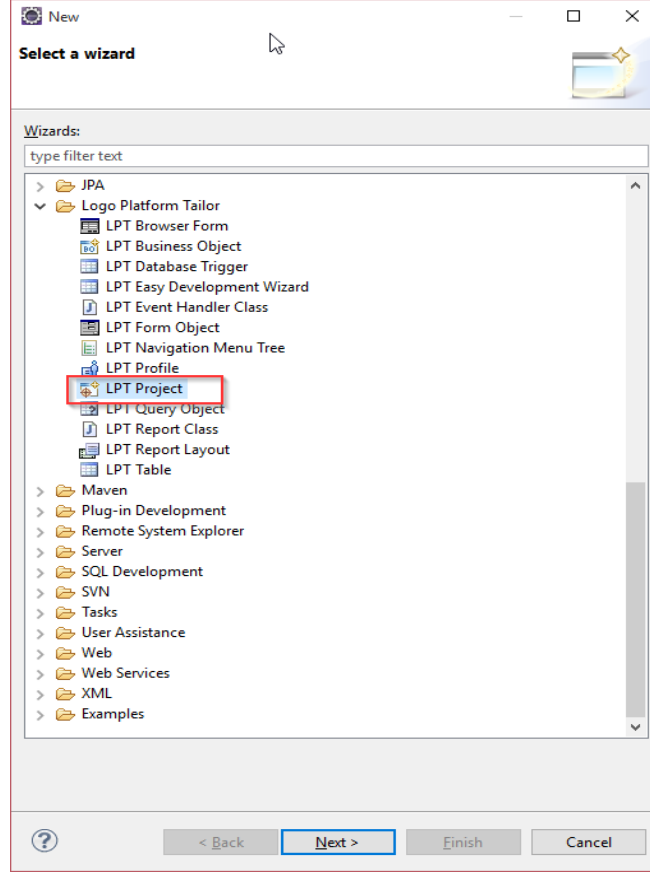 New
Select a wizard
Wizards:
type filter text
JPA
Logo Platform Tailor
LPT Browser Form
LPT Business Object
LPT Database Trigger
LPT Easy Development Wizard
LPT Event Handler Class
LPT Form Object
LPT Navigation Menu Tree
LPT Profile
LPT Project
LPT Query Object
LPT Report Class
LPT Report Layout
LPT Table
Maven
Plug-in Development
Remote System Explorer
Server
SQL Development
SVN
Tasks
User Assistance
Web
Web Services
XML
Examples
? < Back Next > Finish Cancel